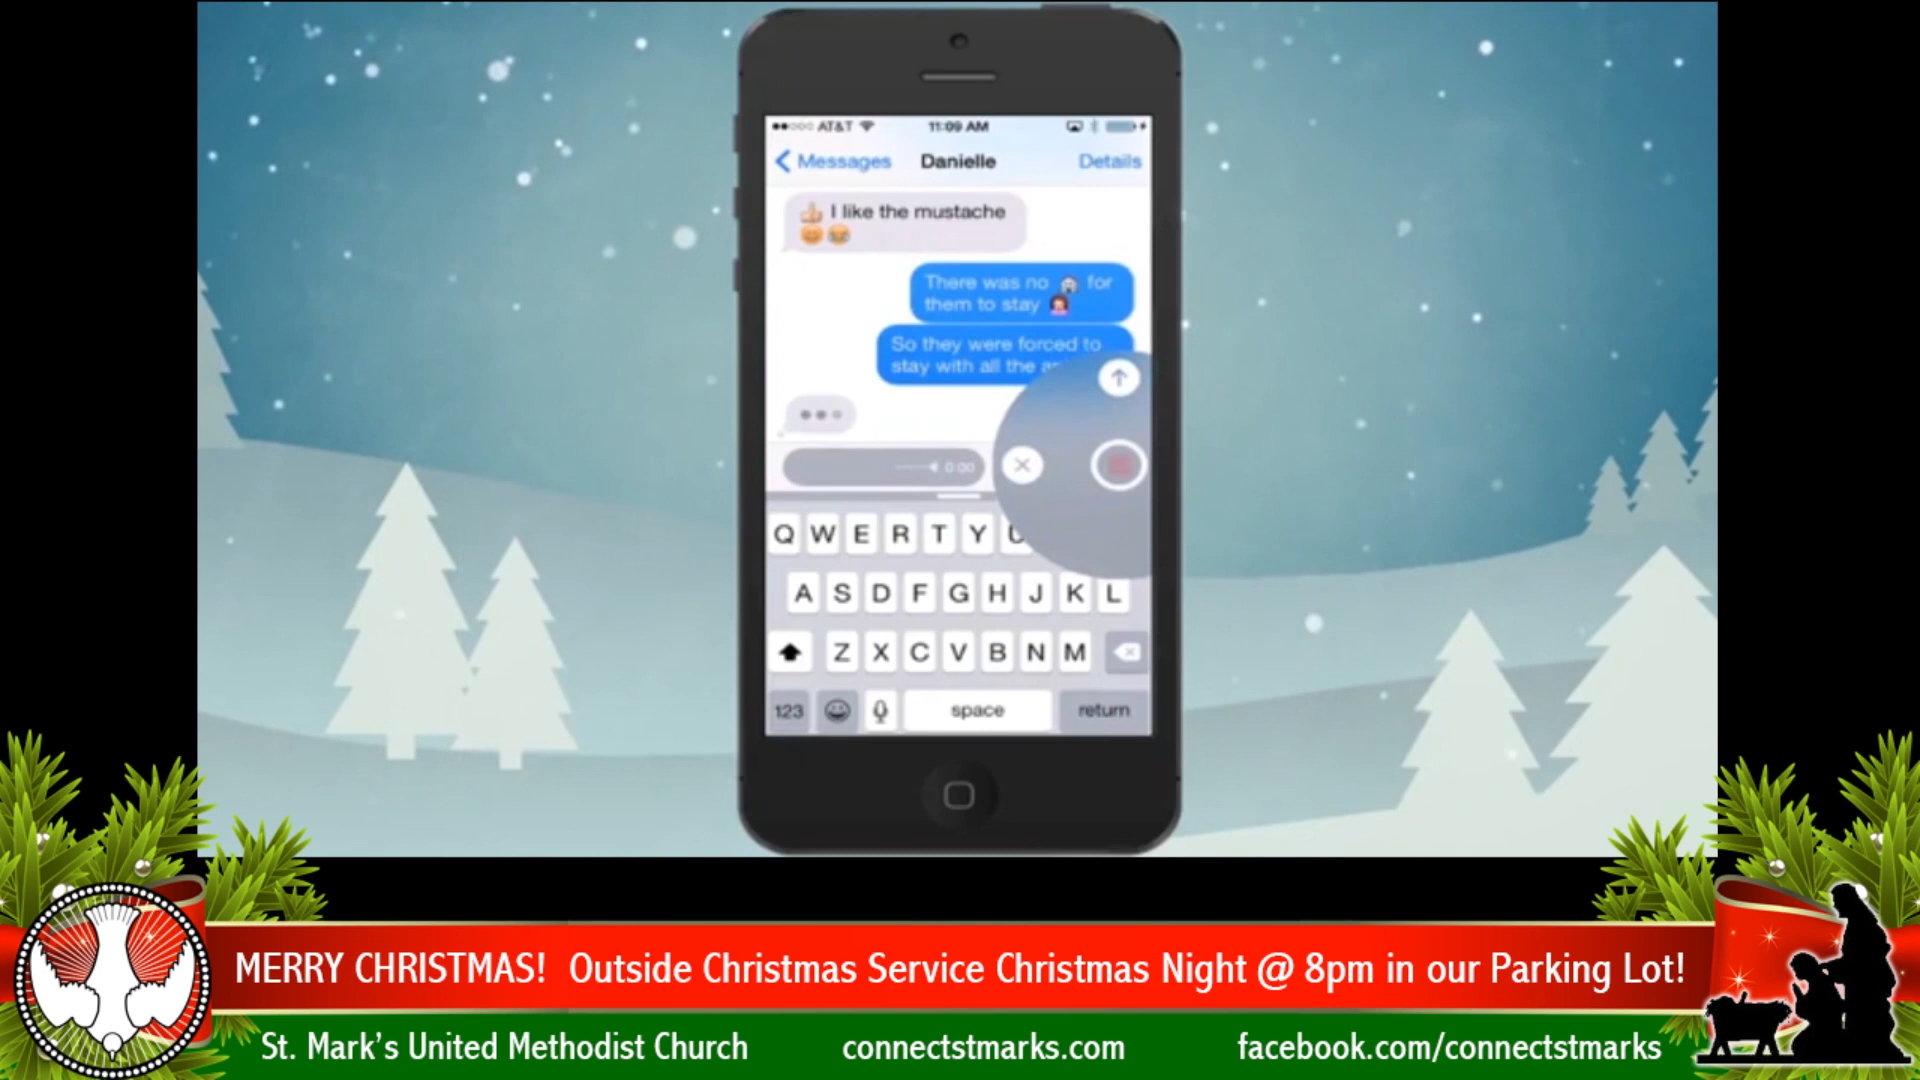 AT&T 11:09 AM
Messages Danielle Details
I like the mustache
There was no for
them to stay
So they were forced to
stay with all the
0:00
Q W E R T Y
A S D F G H J K L
Z X C V B N M
123 space return
MERRY CHRISTMAS! Outside Christmas Service Christmas Night @ 8pm in our Parking Lot!
St. Mark's United Methodist Church connectstmarks.com facebook.com/connectstmarks